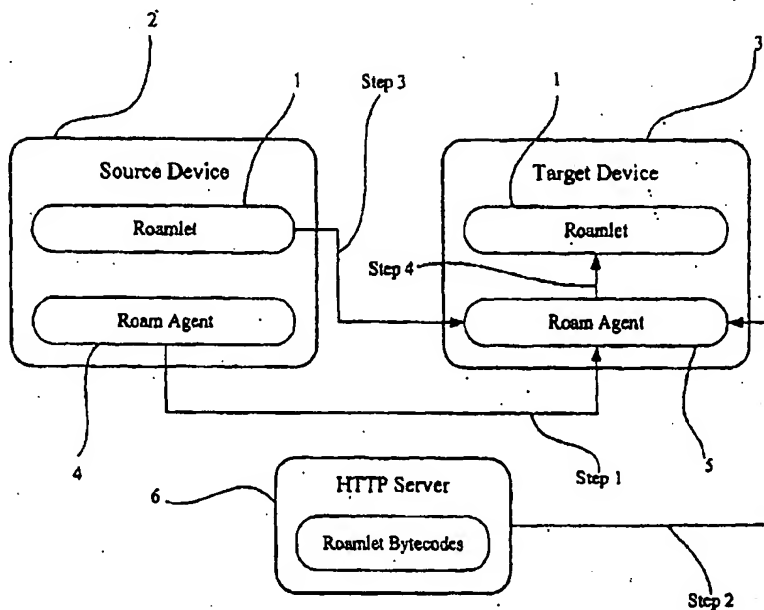 2
3
1
Step 3
1
Source Device
Target Device
Roamlet
Roamlet
Step 4
Roam Agent
Roam Agent
4
Step 1
5
6
HTTP Server
Roamlet Bytecodes
Step 2